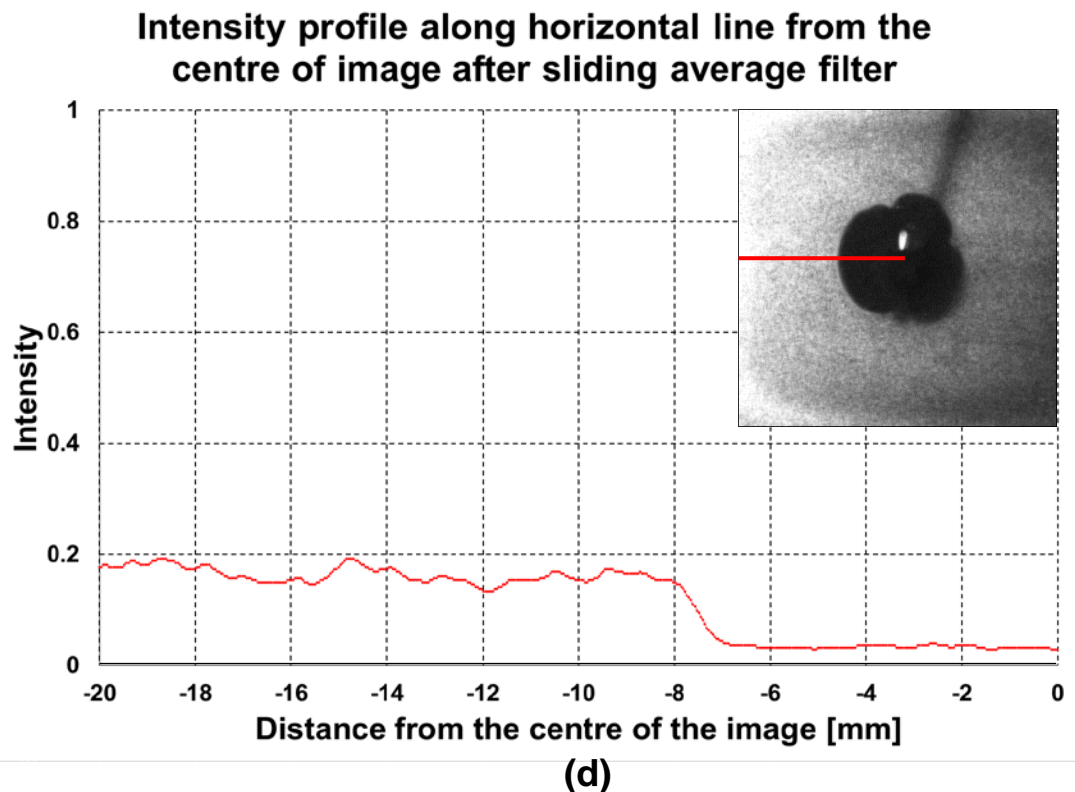 Intensity profile along horizontal line from the
centre of image after sliding average filter
1
0.8
0.6
0.4
0.2
0
Intensity
-20 -18 -16 -14 -12 -10 -8 -6 -4 -2 0
Distance from the centre of the image [mm]
(d)